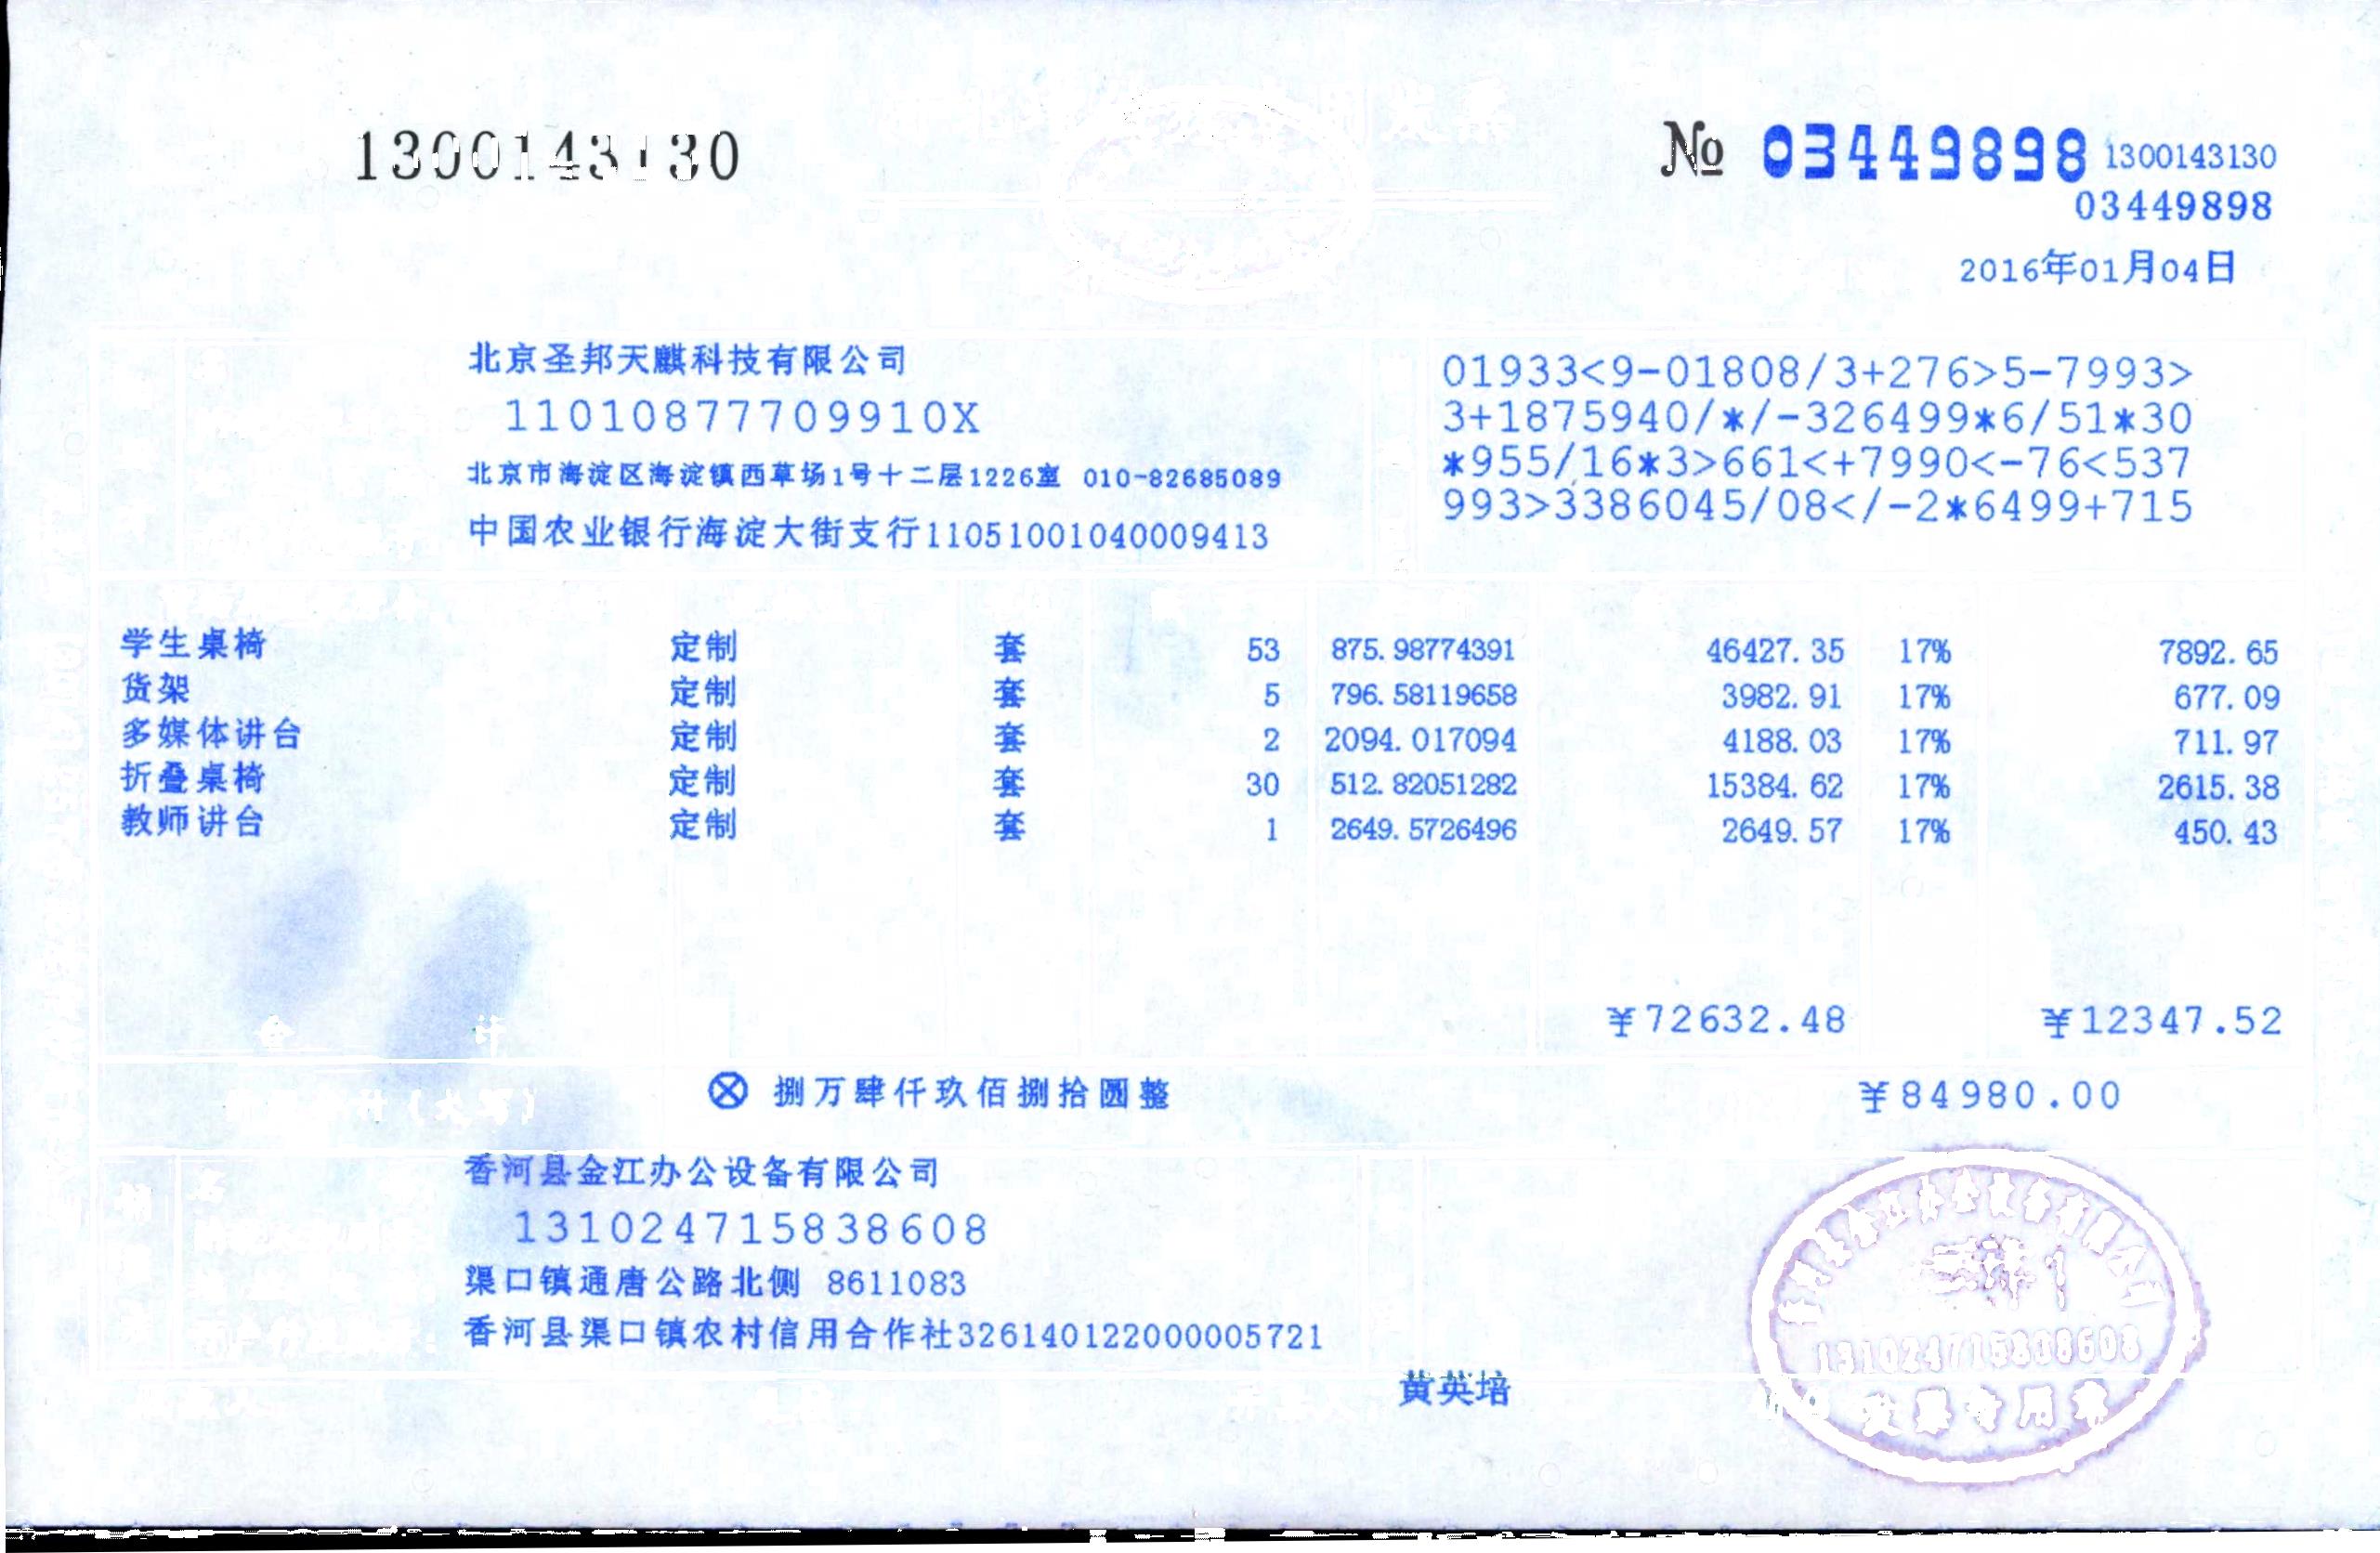 1300143130
№ 03449898 1300143130
03449898
2016年01月04日
北京圣邦天麒科技有限公司
11010877709910X
北京市海淀区海淀镇西草场1号十二层1226室 010-82685089
中国农业银行海淀大街支行11051001040009413
01933<9-01808/3+276>5-7993>
3+1875940/*/-326499*6/51*30
*955/16*3>661<+7990<-76<537
993>3386045/08</-2*6499+715
学生桌椅 定制 套 53 875.98774391 46427.35 17% 7892.65
货架 定制 套 5 796.58119658 3982.91 17% 677.09
多媒体讲台 定制 套 2 2094.017094 4188.03 17% 711.97
折叠桌椅 定制 套 30 512.82051282 15384.62 17% 2615.38
教师讲台 定制 套 1 2649.5726496 2649.57 17% 450.43
合 计 ¥72632.48 ¥12347.52
ⓧ 捌万肆仟玖佰捌拾圆整 ¥84980.00
香河县金江办公设备有限公司
131024715838608
渠口镇通唐公路北侧 8611083
香河县渠口镇农村信用合作社326140122000005721
黄英培
131024715838608
发票专用章